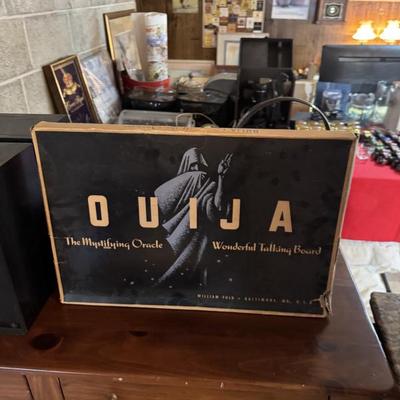 OUIJA
The Mystifying Oracle Wonderful Talking Board
WILLIAM FULD • BALTIMORE, MD. U.S.A.